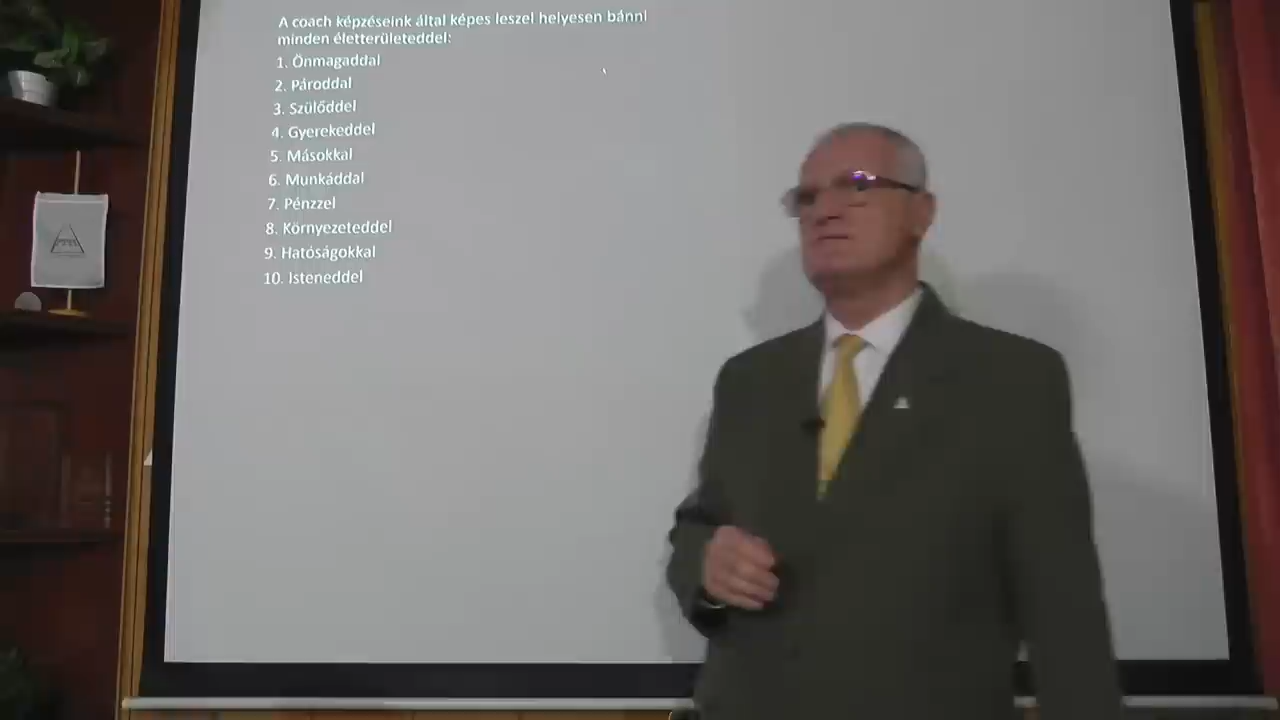 A coach képzéseink által képes leszel helyesen bánni
minden életterületeddel:
1. Önmagaddal
2. Pároddal
3. Szülőddel
4. Gyerekeddel
5. Másokkal
6. Munkáddal
7. Pénzzel
8. Környezeteddel
9. Hatóságokkal
10. Isteneddel